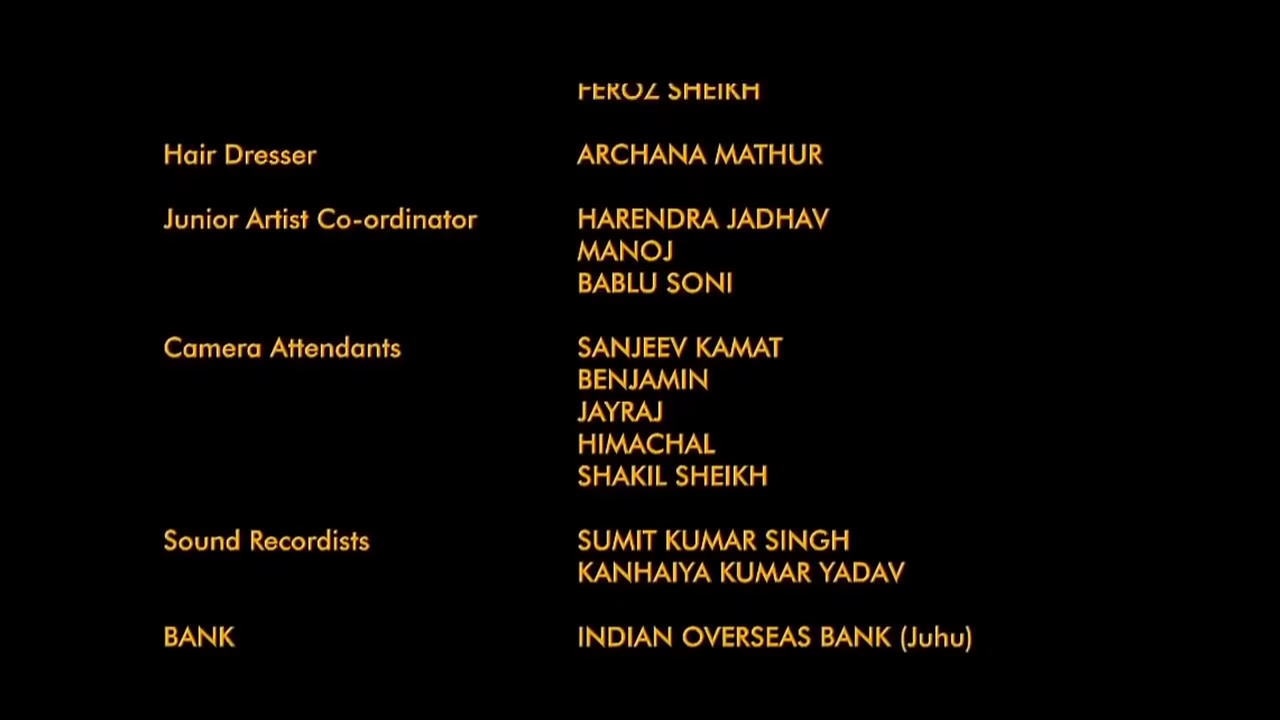 FEROZ SHEIKH
Hair Dresser ARCHANA MATHUR
Junior Artist Co-ordinator HARENDRA JADHAV
MANOJ
BABLU SONI
Camera Attendants SANJEEV KAMAT
BENJAMIN
JAYRAJ
HIMACHAL
SHAKIL SHEIKH
Sound Recordists SUMIT KUMAR SINGH
KANHAIYA KUMAR YADAV
BANK INDIAN OVERSEAS BANK (Juhu)